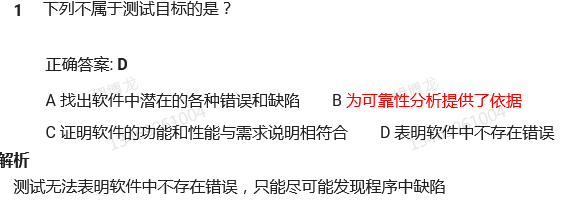 1 下列不属于测试目标的是？
正确答案: D
A 找出软件中潜在的各种错误和缺陷 B 为可靠性分析提供了依据
C 证明软件的功能和性能与需求说明相符合 D 表明软件中不存在错误
解析
测试无法表明软件中不存在错误，只能尽可能发现程序中缺陷